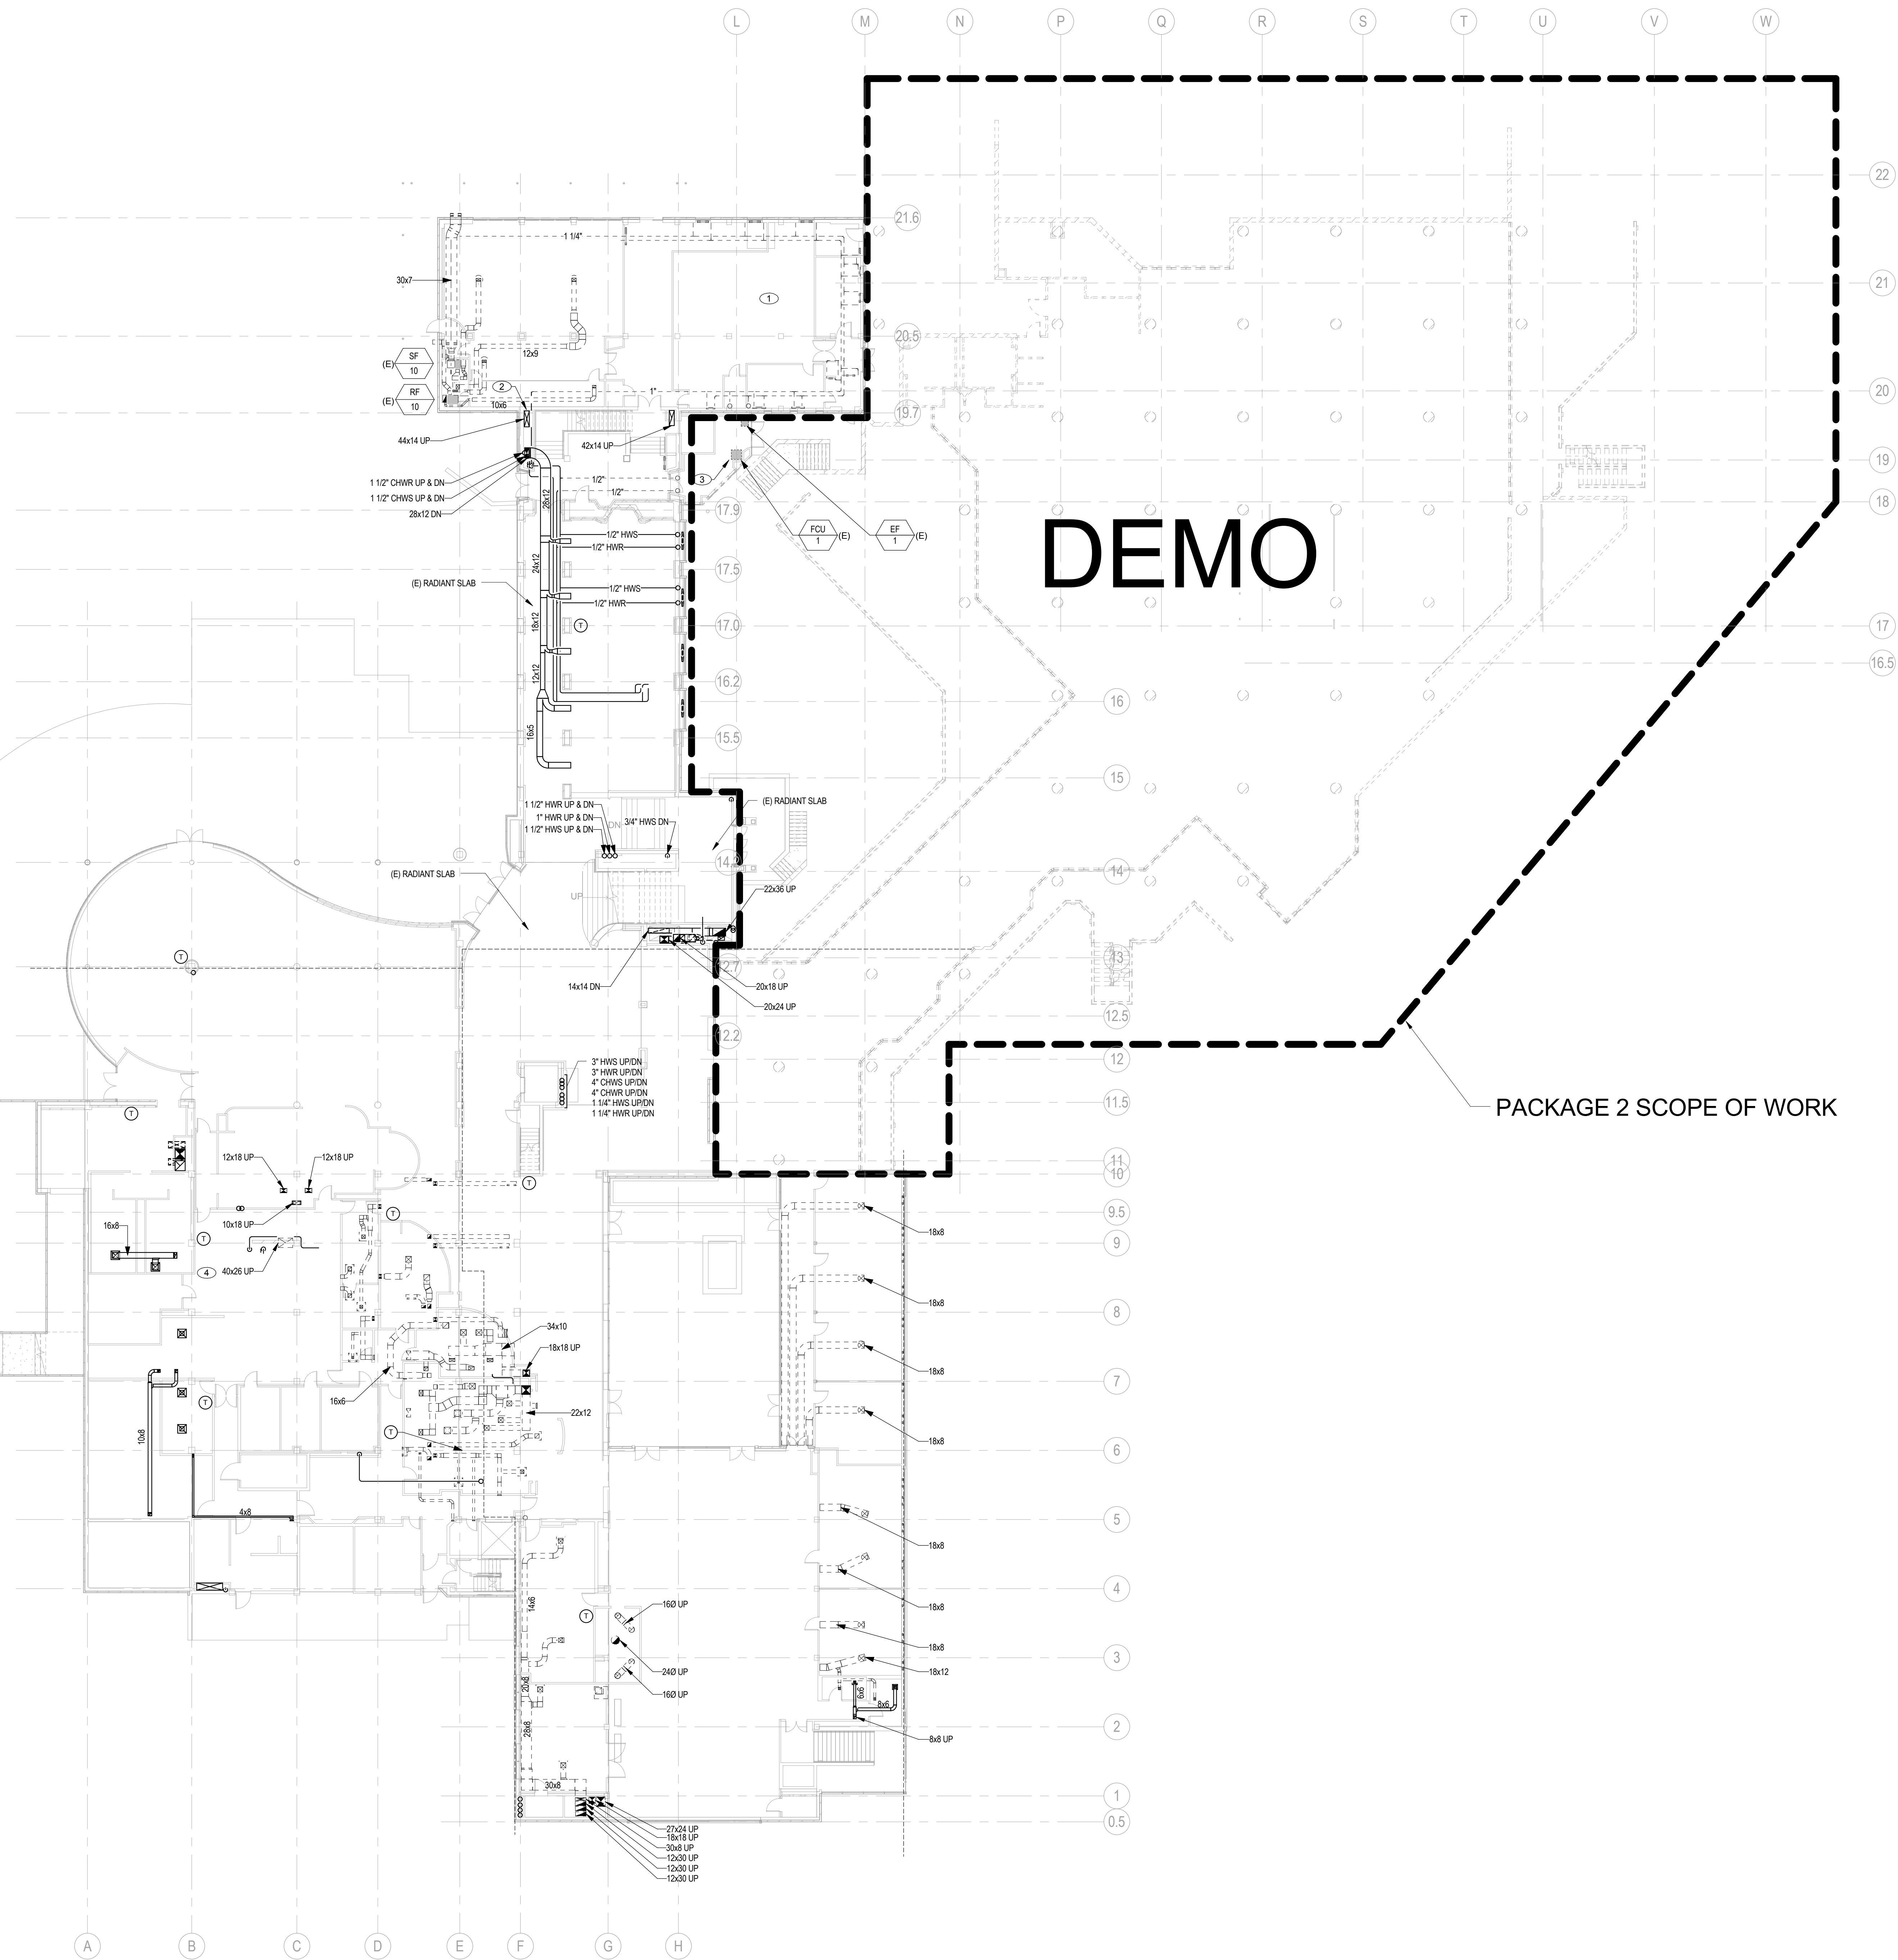 L
M
N
P
Q
R
S
T
U
V
W
22
21.6
1 1/4"
30x7
1
21
20.5
12x9
SF
10
(E)
RF
10
(E)
2
10x6
1"
20
19.7
44x14 UP
42x14 UP
3
19
1 1/2" CHWR UP & DN
1 1/2" CHWS UP & DN
28x12 DN
1/2"
1/2"
28x12
18
17.9
FCU
1
(E)
EF
1
(E)
DEMO
1/2" HWS
1/2" HWR
24x12
17.5
(E) RADIANT SLAB
1/2" HWS
1/2" HWR
18x12
T
17.0
17
16.5
12x12
16.2
16
16x5
15.5
15
1 1/2" HWR UP & DN
1" HWR UP & DN
1 1/2" HWS UP & DN
DN
3/4" HWS DN
(E) RADIANT SLAB
14.2
14
(E) RADIANT SLAB
UP
22x36 UP
T
12.7
13
14x14 DN
20x18 UP
20x24 UP
12.5
12.2
12
3" HWS UP/DN
3" HWR UP/DN
4" CHWS UP/DN
4" CHWR UP/DN
1 1/4" HWS UP/DN
1 1/4" HWR UP/DN
11.5
PACKAGE 2 SCOPE OF WORK
T
12x18 UP
12x18 UP
11
10
T
10x18 UP
T
9.5
16x8
T
18x8
9
4
40x26 UP
18x8
8
34x10
18x18 UP
18x8
7
16x6
T
22x12
10x8
T
18x8
6
4x8
5
18x8
4
14x6
T
16Ø UP
18x8
18x8
3
24Ø UP
18x12
20x8
16Ø UP
6x6
8x6
28x8
2
8x8 UP
30x8
1
0.5
27x24 UP
18x18 UP
30x8 UP
12x30 UP
12x30 UP
12x30 UP
A
B
C
D
E
F
G
H